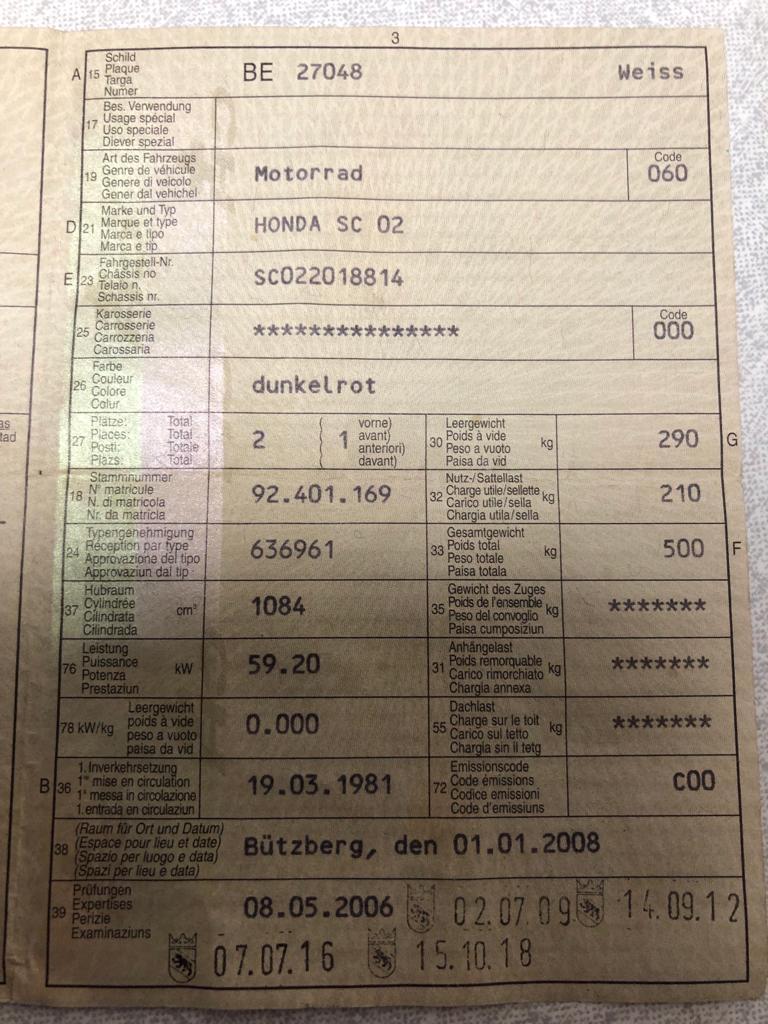 3
A 15 Schild BE 27048 Weiss
Plaque
Targa
Numer
17 Bes. Verwendung
Usage spécial
Uso speciale
Diever spezial
19 Art des Fahrzeugs Motorrad Code
Genre de véhicule 060
Genere di veicolo
Gener dal vehichel
D 21 Marke und Typ HONDA SC 02
Marque et type
Marca e tipo
Marca e tip
E 23 Fahrgestell-Nr. SC022018814
Châssis no
Telaio n.
Schassis nr.
25 Karosserie *************** Code
Carrosserie 000
Carrozzeria
Carossaria
26 Farbe dunkelrot
Couleur
Colore
Calur
27 Plätze: Total 2 ( 1 vorne)
Places: Total avant)
Posti: Totale anteriori)
Plazs: Total davant)
30 Leergewicht kg 290 G
Poids à vide
Peso a vuoto
Paisa da vid
18 Stammnummer 92.401.169
N° matricule
N. di matricola
Nr. da matricla
32 Nutz-/Sattellast kg 210
Charge utile/sellette
Carico utile/sella
Chargia utila/sella
24 Typengenehmigung 636961
Réception par type
Approvazione del tipo
Approvaziun dal tip
33 Gesamtgewicht kg 500 F
Poids total
Peso totale
Paisa totala
37 Hubraum cm³ 1084
Cylindrée
Cilindrata
Cilindrada
35 Gewicht des Zuges kg *******
Poids de l'ensemble
Peso del convoglio
Paisa cumposiziun
76 Leistung kW 59.20
Puissance
Potenza
Prestaziun
31 Anhängelast kg *******
Poids remorquable
Carico rimorchiato
Chargia annexa
78 kW/kg Leergewicht 0.000
poids à vide
peso a vuoto
paisa da vid
55 Dachlast kg *******
Charge sur le toit
Carico sul tetto
Chargia sin il tetg
B 36 1. Inverkehrsetzung 19.03.1981
1re mise en circulation
1a messa in circolazione
1. entrada en circulaziun
72 Emissionscode C00
Code émissions
Codice emissioni
Code d'emissiuns
38 (Raum für Ort und Datum) Bützberg, den 01.01.2008
(Espace pour lieu et date)
(Spazio per luogo e data)
(Spazi per lieu e data)
39 Prüfungen 08.05.2006 02.07.09 14.09.12
Expertises
Perizie
Examinaziuns
07.07.16 15.10.18